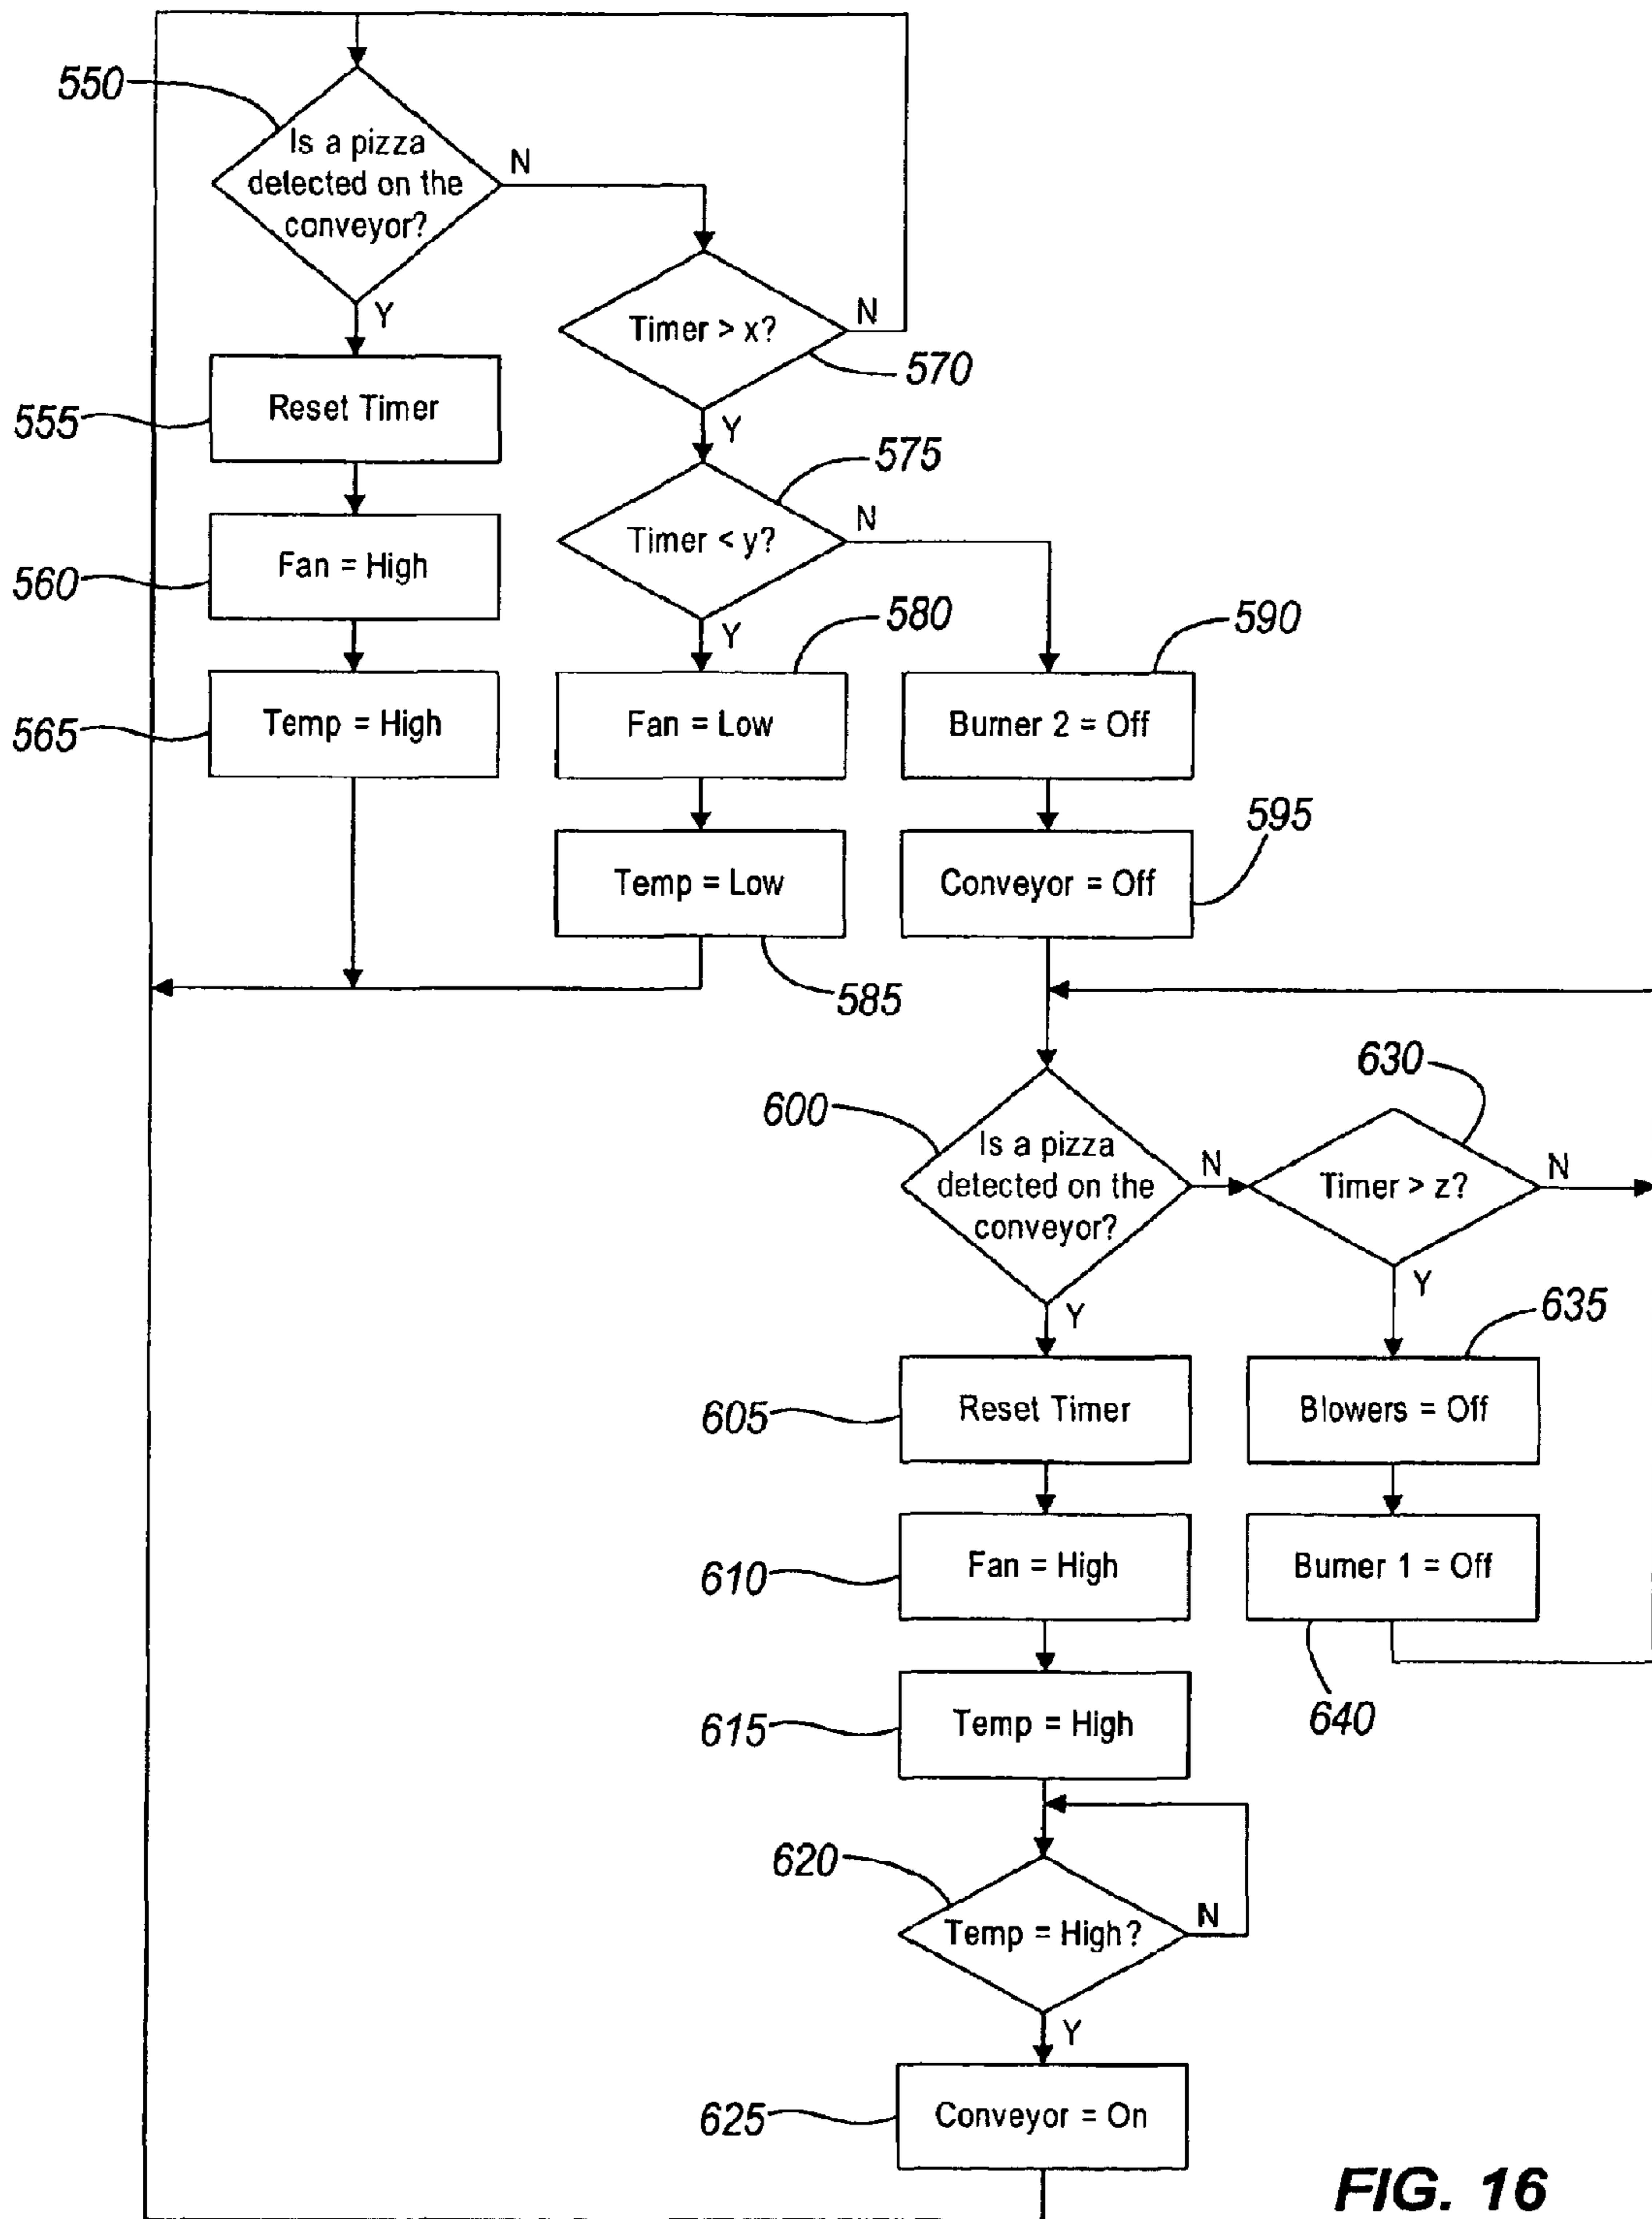 550
Is a pizza
detected on the
conveyor?
N
Y
Timer > x?
N
570
Y
555
Reset Timer
575
Timer < y?
N
Y
560
Fan = High
580
590
565
Temp = High
Fan = Low
Burner 2 = Off
595
Temp = Low
Conveyor = Off
585
600
Is a pizza
detected on the
conveyor?
N
Y
630
Timer > z?
N
Y
635
605
Reset Timer
Blowers = Off
610
Fan = High
Burner 1 = Off
640
615
Temp = High
620
Temp = High?
N
Y
625
Conveyor = On
FIG. 16